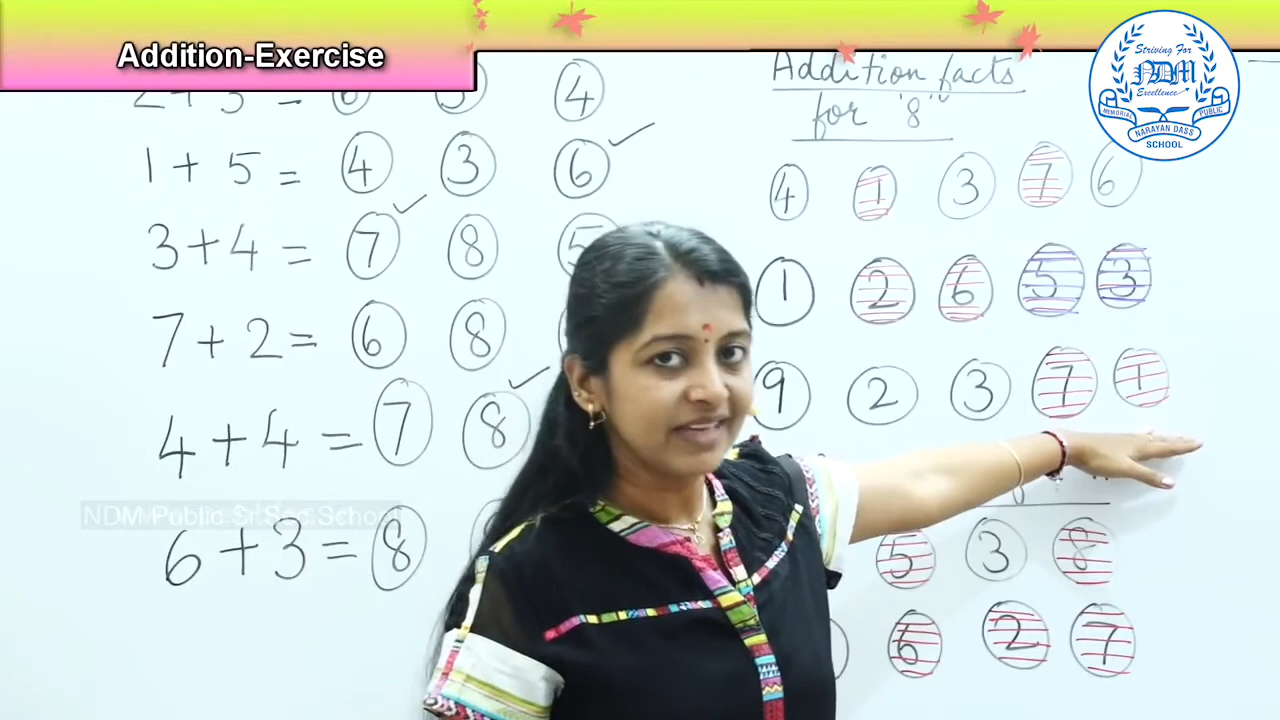 Addition-Exercise
Striving For
NDM
Excellence
MEMORIAL PUBLIC
NARAYAN DASS
SCHOOL
1 + 5 = 4 3 6 ✓
3 + 4 = 7 ✓ 8 5
7 + 2 = 6 8
4 + 4 = 7 8 ✓
6 + 3 = 8
NDM Public Sr Sec School
Addition facts
for '8'
4 1 3 7 6
1 2 6 5 3
9 2 3 7 1
5 3 8
6 2 7